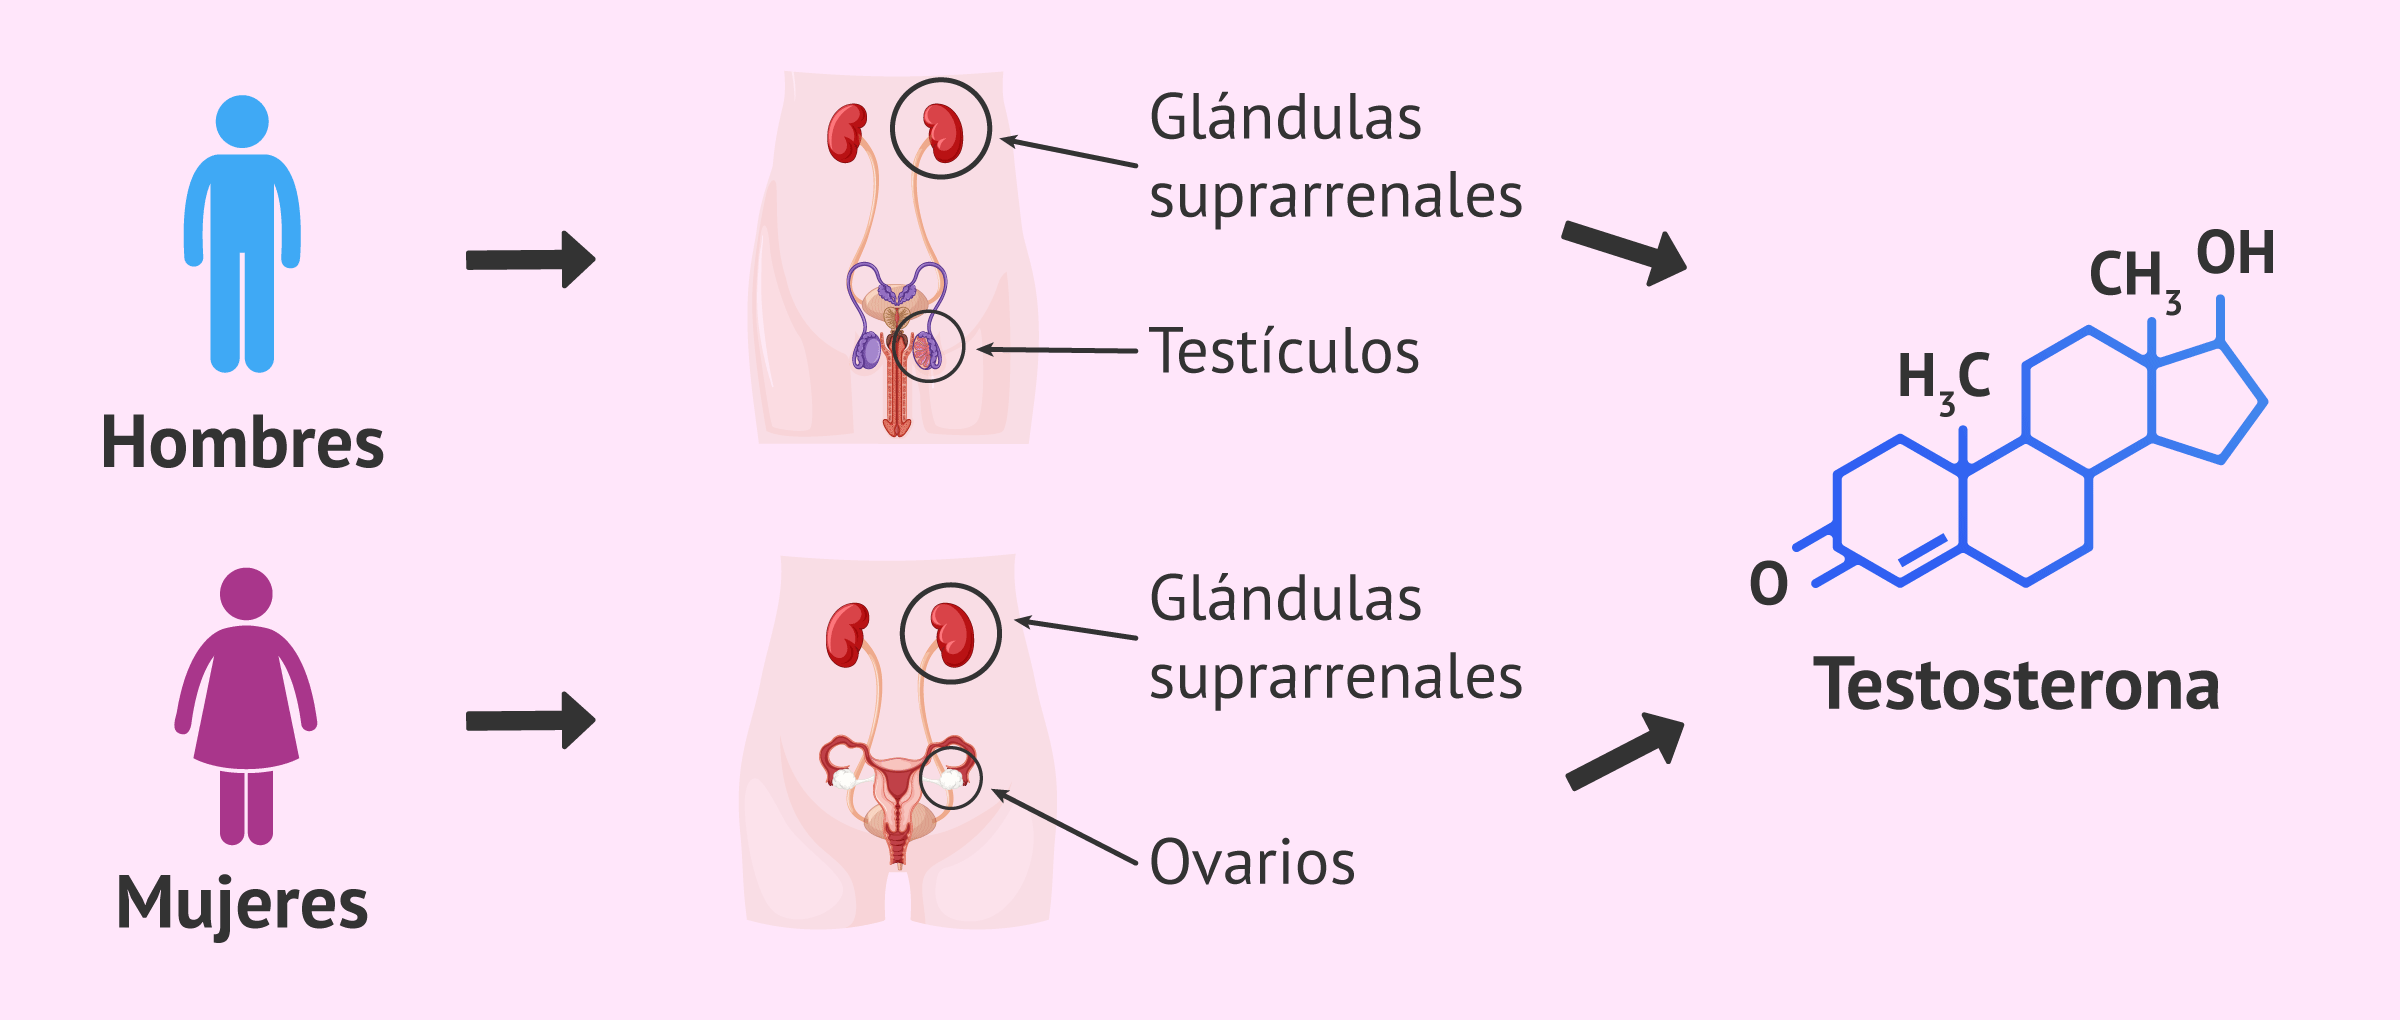 Hombres
Glándulas
suprarrenales
Testículos
Mujeres
Glándulas
suprarrenales
Ovarios
OH
CH3
H3C
O
Testosterona